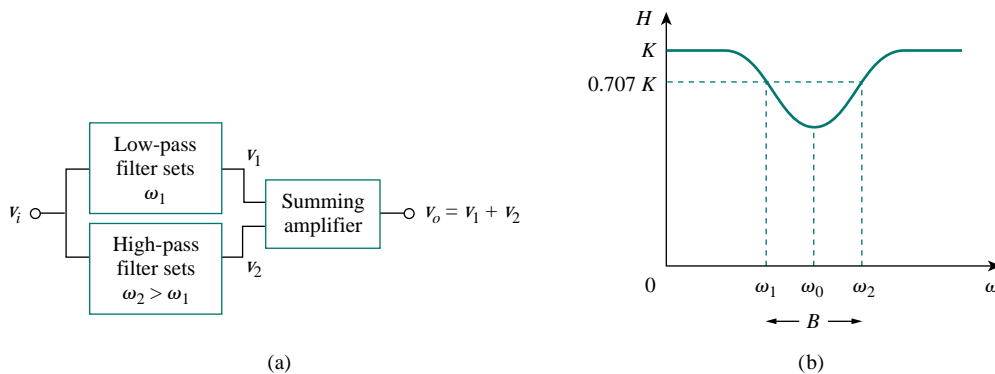 Low-pass
filter sets
ω1
High-pass
filter sets
ω2 > ω1
vi
v1
v2
Summing
amplifier
vo = v1 + v2
(a)
H
K
0.707 K
0
ω1
ω0
ω2
ω
B
(b)